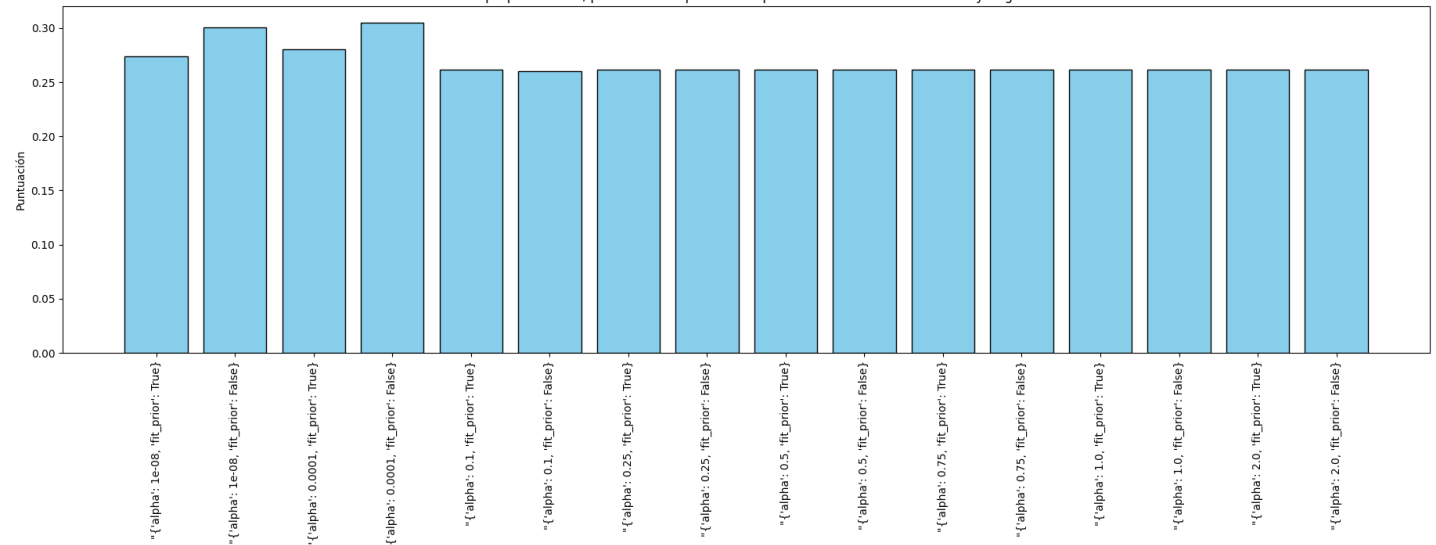 0.30
0.25
0.20
0.15
0.10
0.05
0.00
Puntuación
"{'alpha': 1e-08, 'fit_prior': True}
"{'alpha': 1e-08, 'fit_prior': False}
"{'alpha': 0.0001, 'fit_prior': True}
{'alpha': 0.0001, 'fit_prior': False}
"{'alpha': 0.1, 'fit_prior': True}
"{'alpha': 0.1, 'fit_prior': False}
"{'alpha': 0.25, 'fit_prior': True}
"{'alpha': 0.25, 'fit_prior': False}
"{'alpha': 0.5, 'fit_prior': True}
"{'alpha': 0.5, 'fit_prior': False}
"{'alpha': 0.75, 'fit_prior': True}
"{'alpha': 0.75, 'fit_prior': False}
"{'alpha': 1.0, 'fit_prior': True}
"{'alpha': 1.0, 'fit_prior': False}
"{'alpha': 2.0, 'fit_prior': True}
"{'alpha': 2.0, 'fit_prior': False}